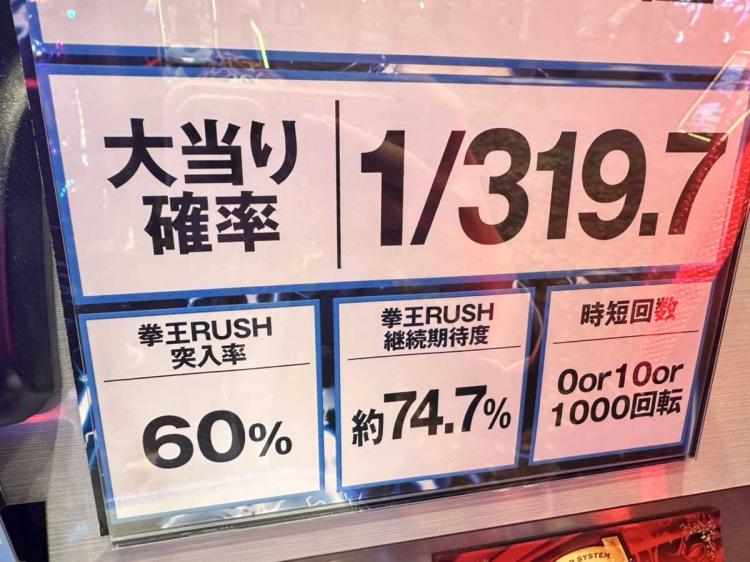 大当り
確率
1/319.7
拳王RUSH
突入率
60%
拳王RUSH
継続期待度
約74.7%
時短回数
0or10or
1000回転
SYSTEM